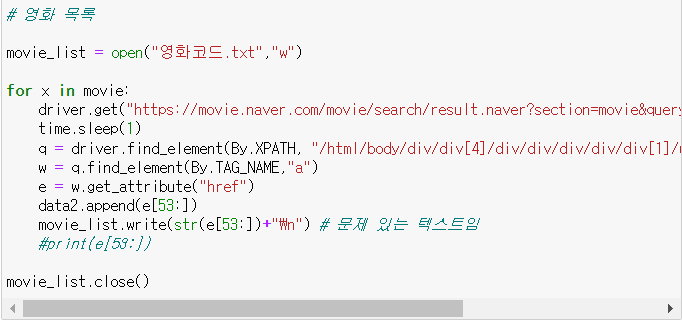 # 영화 목록
movie_list = open("영화코드.txt","w")
for x in movie:
driver.get("https://movie.naver.com/movie/search/result.naver?section=movie&query
time.sleep(1)
q = driver.find_element(By.XPATH, "/html/body/div/div[4]/div/div/div/div/div[1]/
w = q.find_element(By.TAG_NAME,"a")
e = w.get_attribute("href")
data2.append(e[53:])
movie_list.write(str(e[53:])+"₩n") # 문제 있는 텍스트임
#print(e[53:])
movie_list.close()